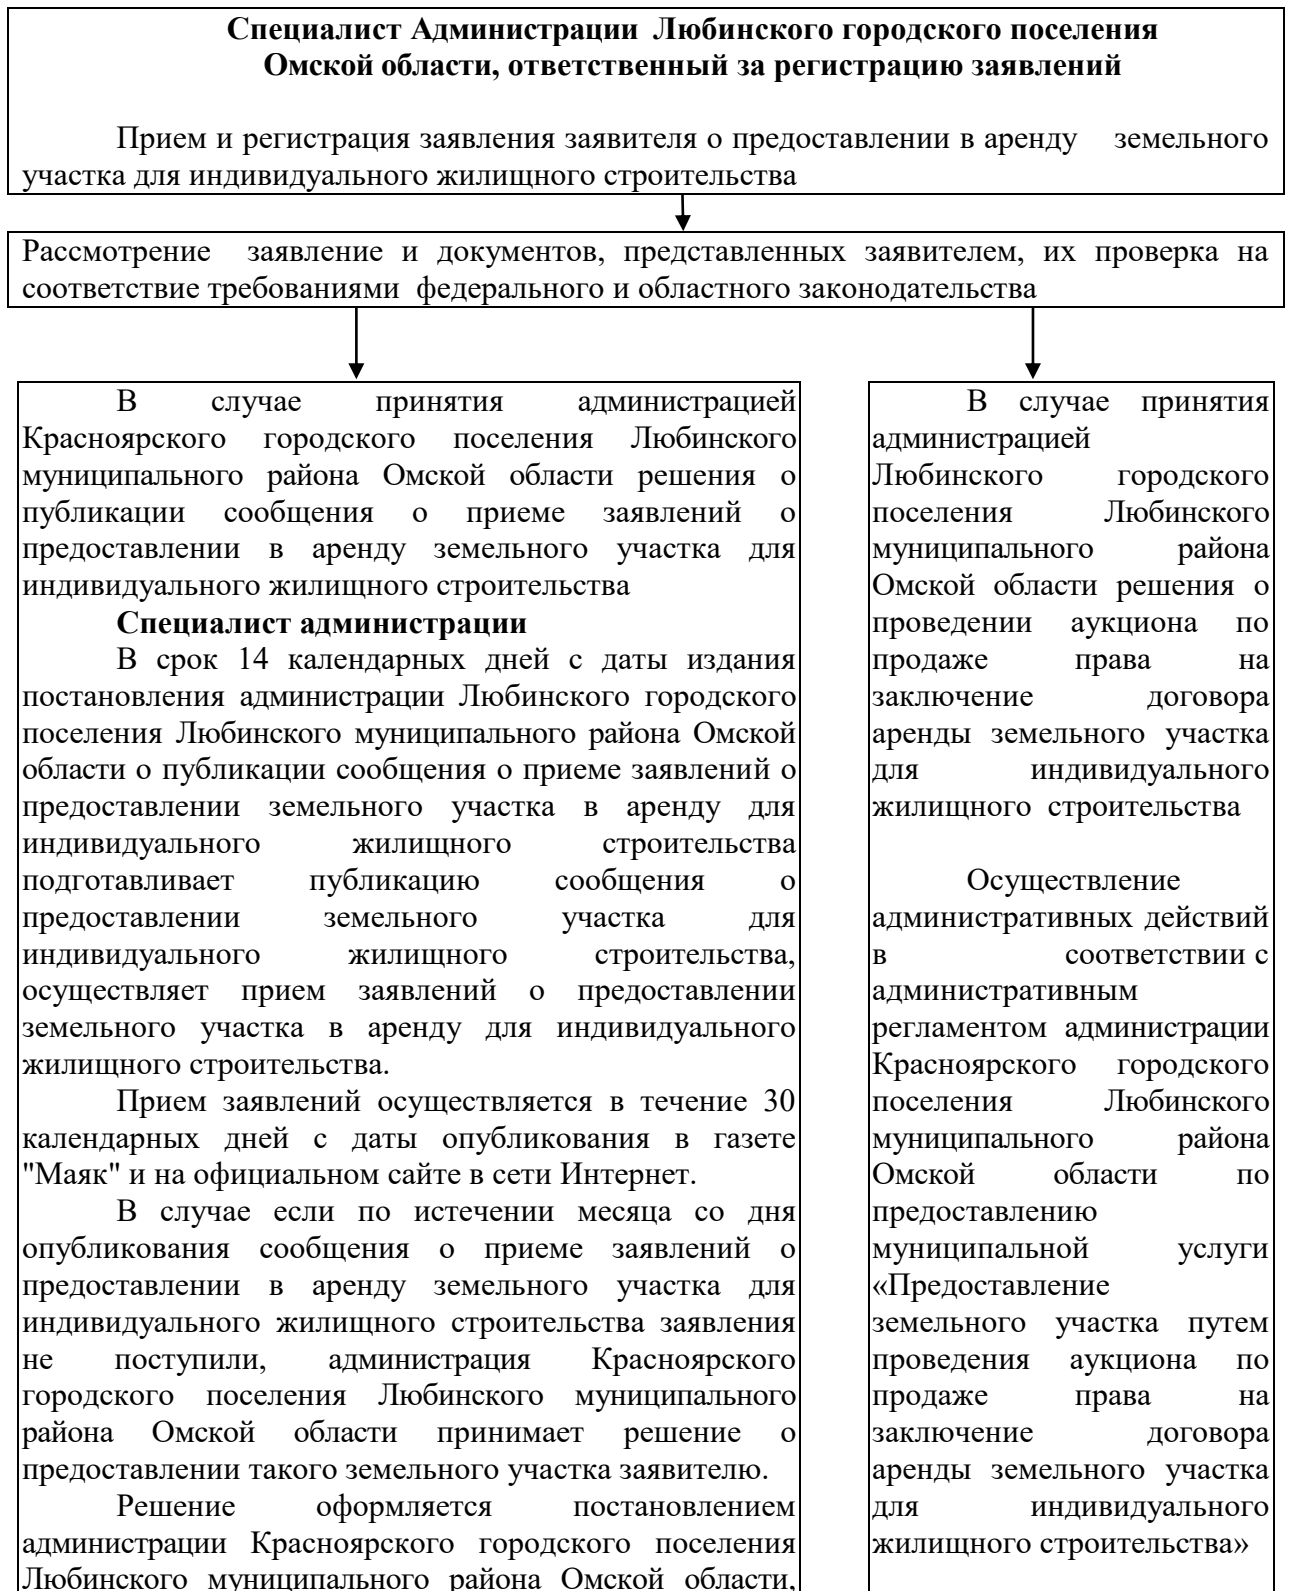 Специалист Администрации Любинского городского поселения
Омской области, ответственный за регистрацию заявлений
Прием и регистрация заявления заявителя о предоставлении в аренду земельного
участка для индивидуального жилищного строительства
Рассмотрение заявление и документов, представленных заявителем, их проверка на
соответствие требованиями федерального и областного законодательства
В случае принятия администрацией
Красноярского городского поселения Любинского
муниципального района Омской области решения о
публикации сообщения о приеме заявлений о
предоставлении в аренду земельного участка для
индивидуального жилищного строительства
Специалист администрации
В срок 14 календарных дней с даты издания
постановления администрации Любинского городского
поселения Любинского муниципального района Омской
области о публикации сообщения о приеме заявлений о
предоставлении земельного участка в аренду для
индивидуального жилищного строительства
подготавливает публикацию сообщения о
предоставлении земельного участка для
индивидуального жилищного строительства,
осуществляет прием заявлений о предоставлении
земельного участка в аренду для индивидуального
жилищного строительства.
Прием заявлений осуществляется в течение 30
календарных дней с даты опубликования в газете
"Маяк" и на официальном сайте в сети Интернет.
В случае если по истечении месяца со дня
опубликования сообщения о приеме заявлений о
предоставлении в аренду земельного участка для
индивидуального жилищного строительства заявления
не поступили, администрация Красноярского
городского поселения Любинского муниципального
района Омской области принимает решение о
предоставлении такого земельного участка заявителю.
Решение оформляется постановлением
администрации Красноярского городского поселения
Любинского муниципального района Омской области,
В случае принятия
администрацией
Любинского городского
поселения Любинского
муниципального района
Омской области решения о
проведении аукциона по
продаже права на
заключение договора
аренды земельного участка
для индивидуального
жилищного строительства
Осуществление
административных действий
в соответствии с
административным
регламентом администрации
Красноярского городского
поселения Любинского
муниципального района
Омской области по
предоставлению
муниципальной услуги
«Предоставление
земельного участка путем
проведения аукциона по
продаже права на
заключение договора
аренды земельного участка
для индивидуального
жилищного строительства»